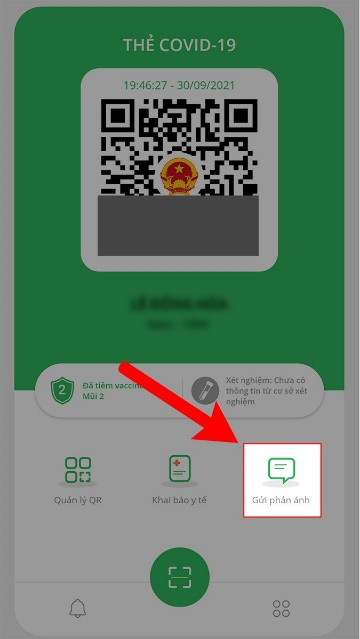 THẺ COVID-19
19:46:27 - 30/09/2021
2
Đã tiêm vaccine
Mũi 2
Xét nghiệm: Chưa có
thông tin từ cơ sở xét
nghiệm
Quản lý QR
Khai báo y tế
Gửi phản ánh